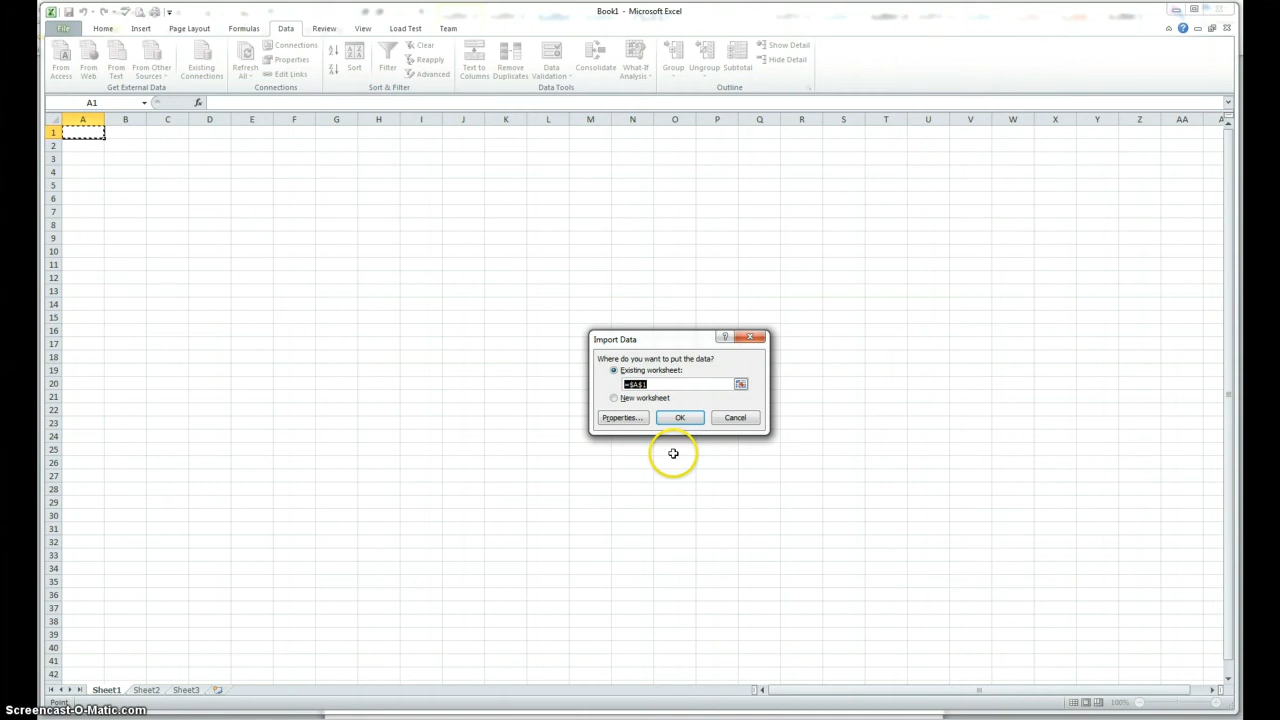 Book1 - Microsoft Excel
File Home Insert Page Layout Formulas Data Review View Load Test Team
From Access
From Web
From Text
From Other Sources
Existing Connections
Get External Data
Refresh All
Connections
Properties
Edit Links
Connections
Sort
Filter
Clear
Reapply
Advanced
Sort & Filter
Text to Columns
Remove Duplicates
Data Validation
Consolidate
What-If Analysis
Data Tools
Group
Ungroup
Subtotal
Show Detail
Hide Detail
Outline
A1 fx
A B C D E F G H I J K L M N O P Q R S T U V W X Y Z AA
1
2
3
4
5
6
7
8
9
10
11
12
13
14
15
16
17
18
19
20
21
22
23
24
25
26
27
28
29
30
31
32
33
34
35
36
37
38
39
40
41
42
Import Data
Where do you want to put the data?
Existing worksheet:
=$A$1
New worksheet
Properties... OK Cancel
Sheet1 Sheet2 Sheet3
Point
100%
Screencast-O-Matic.com